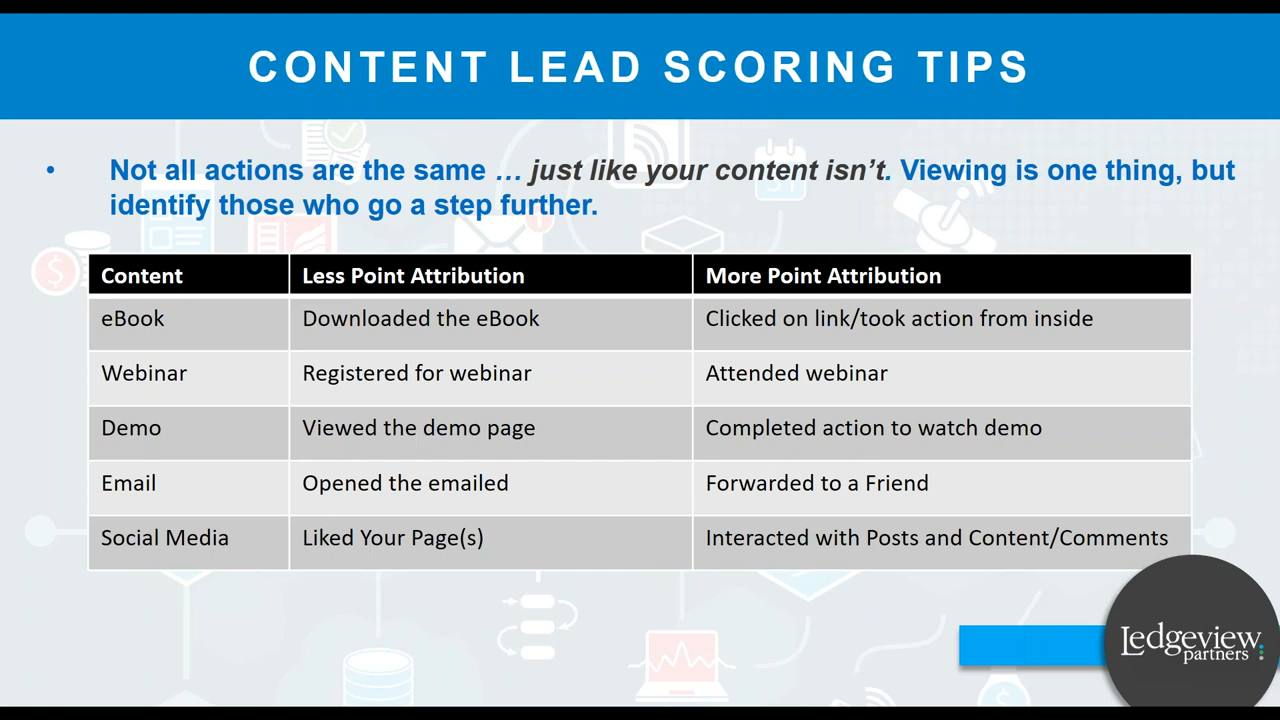 CONTENT LEAD SCORING TIPS
• Not all actions are the same … just like your content isn't. Viewing is one thing, but
identify those who go a step further.
Content Less Point Attribution More Point Attribution
eBook Downloaded the eBook Clicked on link/took action from inside
Webinar Registered for webinar Attended webinar
Demo Viewed the demo page Completed action to watch demo
Email Opened the emailed Forwarded to a Friend
Social Media Liked Your Page(s) Interacted with Posts and Content/Comments
Ledgeview
partners